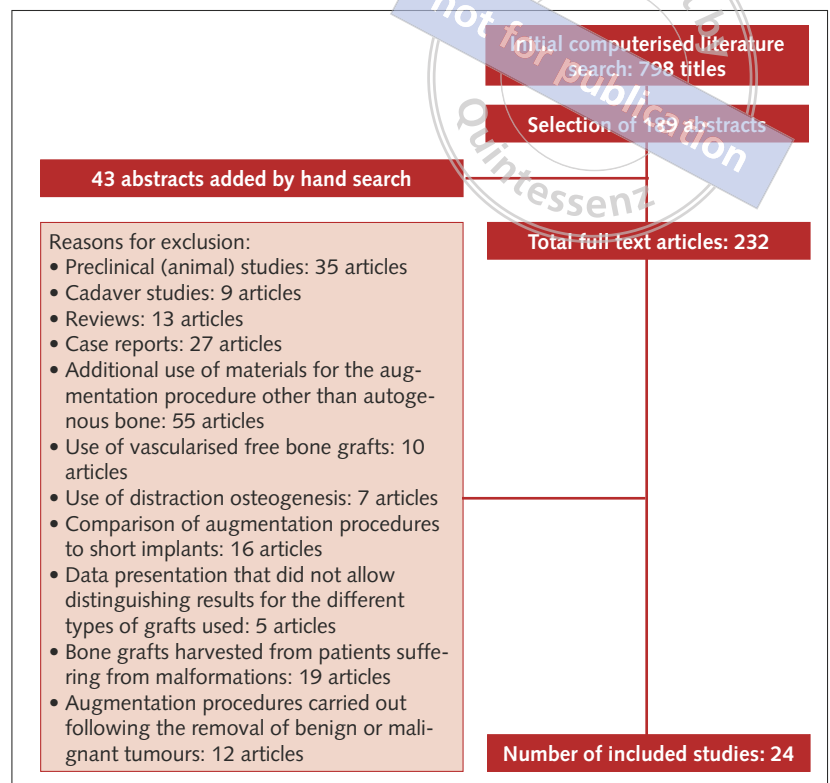 not for publication
by
Quintessenz
Initial computerised literature
search: 798 titles
Selection of 189 abstracts
43 abstracts added by hand search
Total full text articles: 232
Reasons for exclusion:
• Preclinical (animal) studies: 35 articles
• Cadaver studies: 9 articles
• Reviews: 13 articles
• Case reports: 27 articles
• Additional use of materials for the aug-
mentation procedure other than autoge-
nous bone: 55 articles
• Use of vascularised free bone grafts: 10
articles
• Use of distraction osteogenesis: 7 articles
• Comparison of augmentation procedures
to short implants: 16 articles
• Data presentation that did not allow
distinguishing results for the different
types of grafts used: 5 articles
• Bone grafts harvested from patients suffe-
ring from malformations: 19 articles
• Augmentation procedures carried out
following the removal of benign or mali-
gnant tumours: 12 articles
Number of included studies: 24